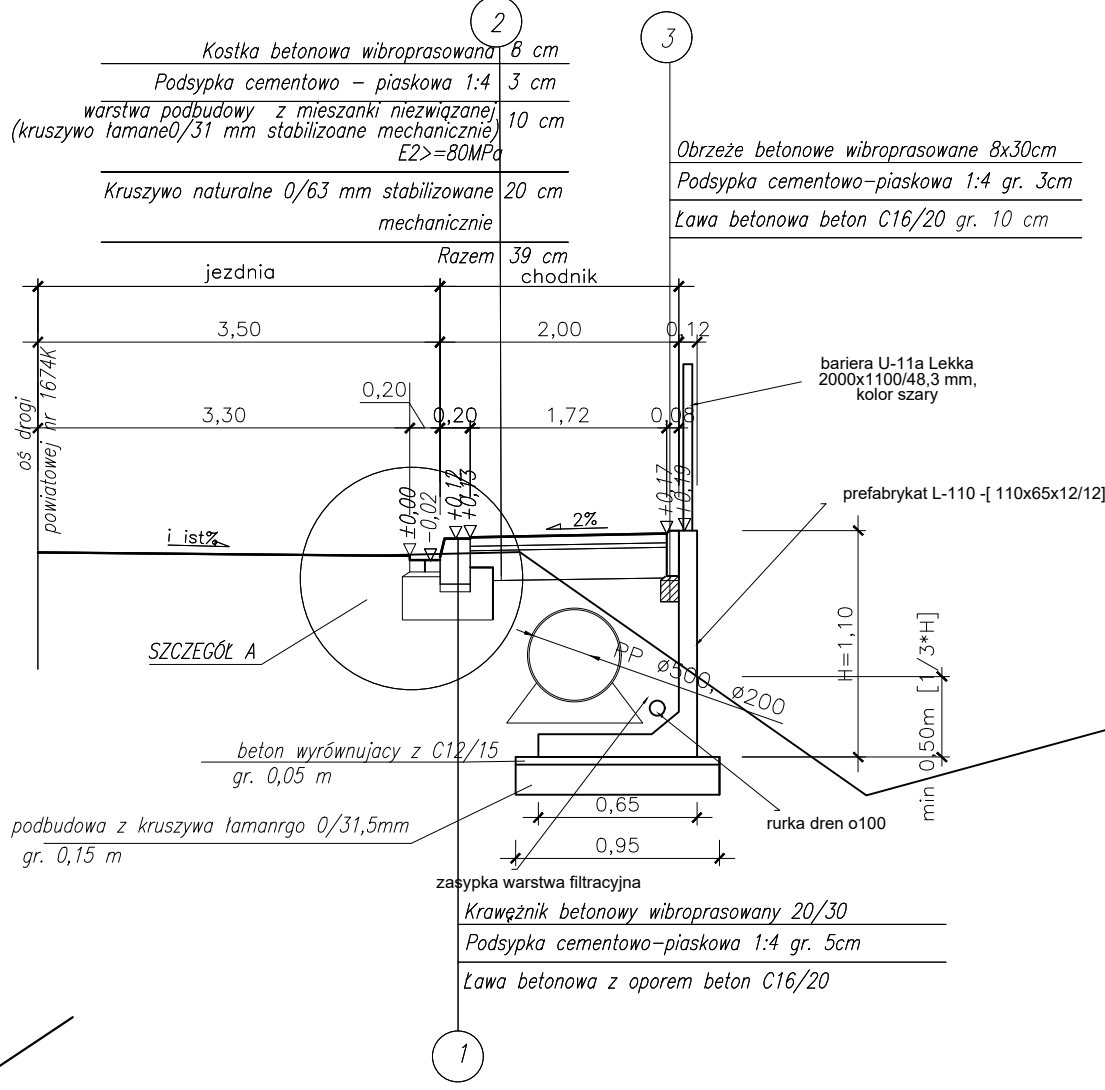 2
3
Kostka betonowa wibroprasowana 8 cm
Podsypka cementowo – piaskowa 1:4 3 cm
warstwa podbudowy z mieszanki niezwiązanej
(kruszywo łamane0/31 mm stabilizoane mechanicznie) 10 cm
E2>=80MPa
Kruszywo naturalne 0/63 mm stabilizowane 20 cm
mechanicznie
Razem 39 cm
Obrzeże betonowe wibroprasowane 8x30cm
Podsypka cementowo-piaskowa 1:4 gr. 3cm
Ława betonowa beton C16/20 gr. 10 cm
jezdnia
chodnik
3,50
2,00
0,12
oś drogi
powiatowej nr 1674K
0,20
3,30
0,20
1,72
0,08
bariera U-11a Lekka
2000x1100/48,3 mm,
kolor szary
±0,00
-0,02
+0,12
+0,13
+0,17
+0,19
prefabrykat L-110 -[ 110x65x12/12]
i ist%
2%
SZCZEGÓŁ A
PP ø500, ø200
H=1,10
min 0,50m [1/3*H]
beton wyrównujacy z C12/15
gr. 0,05 m
podbudowa z kruszywa łamanrgo 0/31,5mm
gr. 0,15 m
0,65
0,95
rurka dren o100
zasypka warstwa filtracyjna
Krawężnik betonowy wibroprasowany 20/30
Podsypka cementowo-piaskowa 1:4 gr. 5cm
Ława betonowa z oporem beton C16/20
1